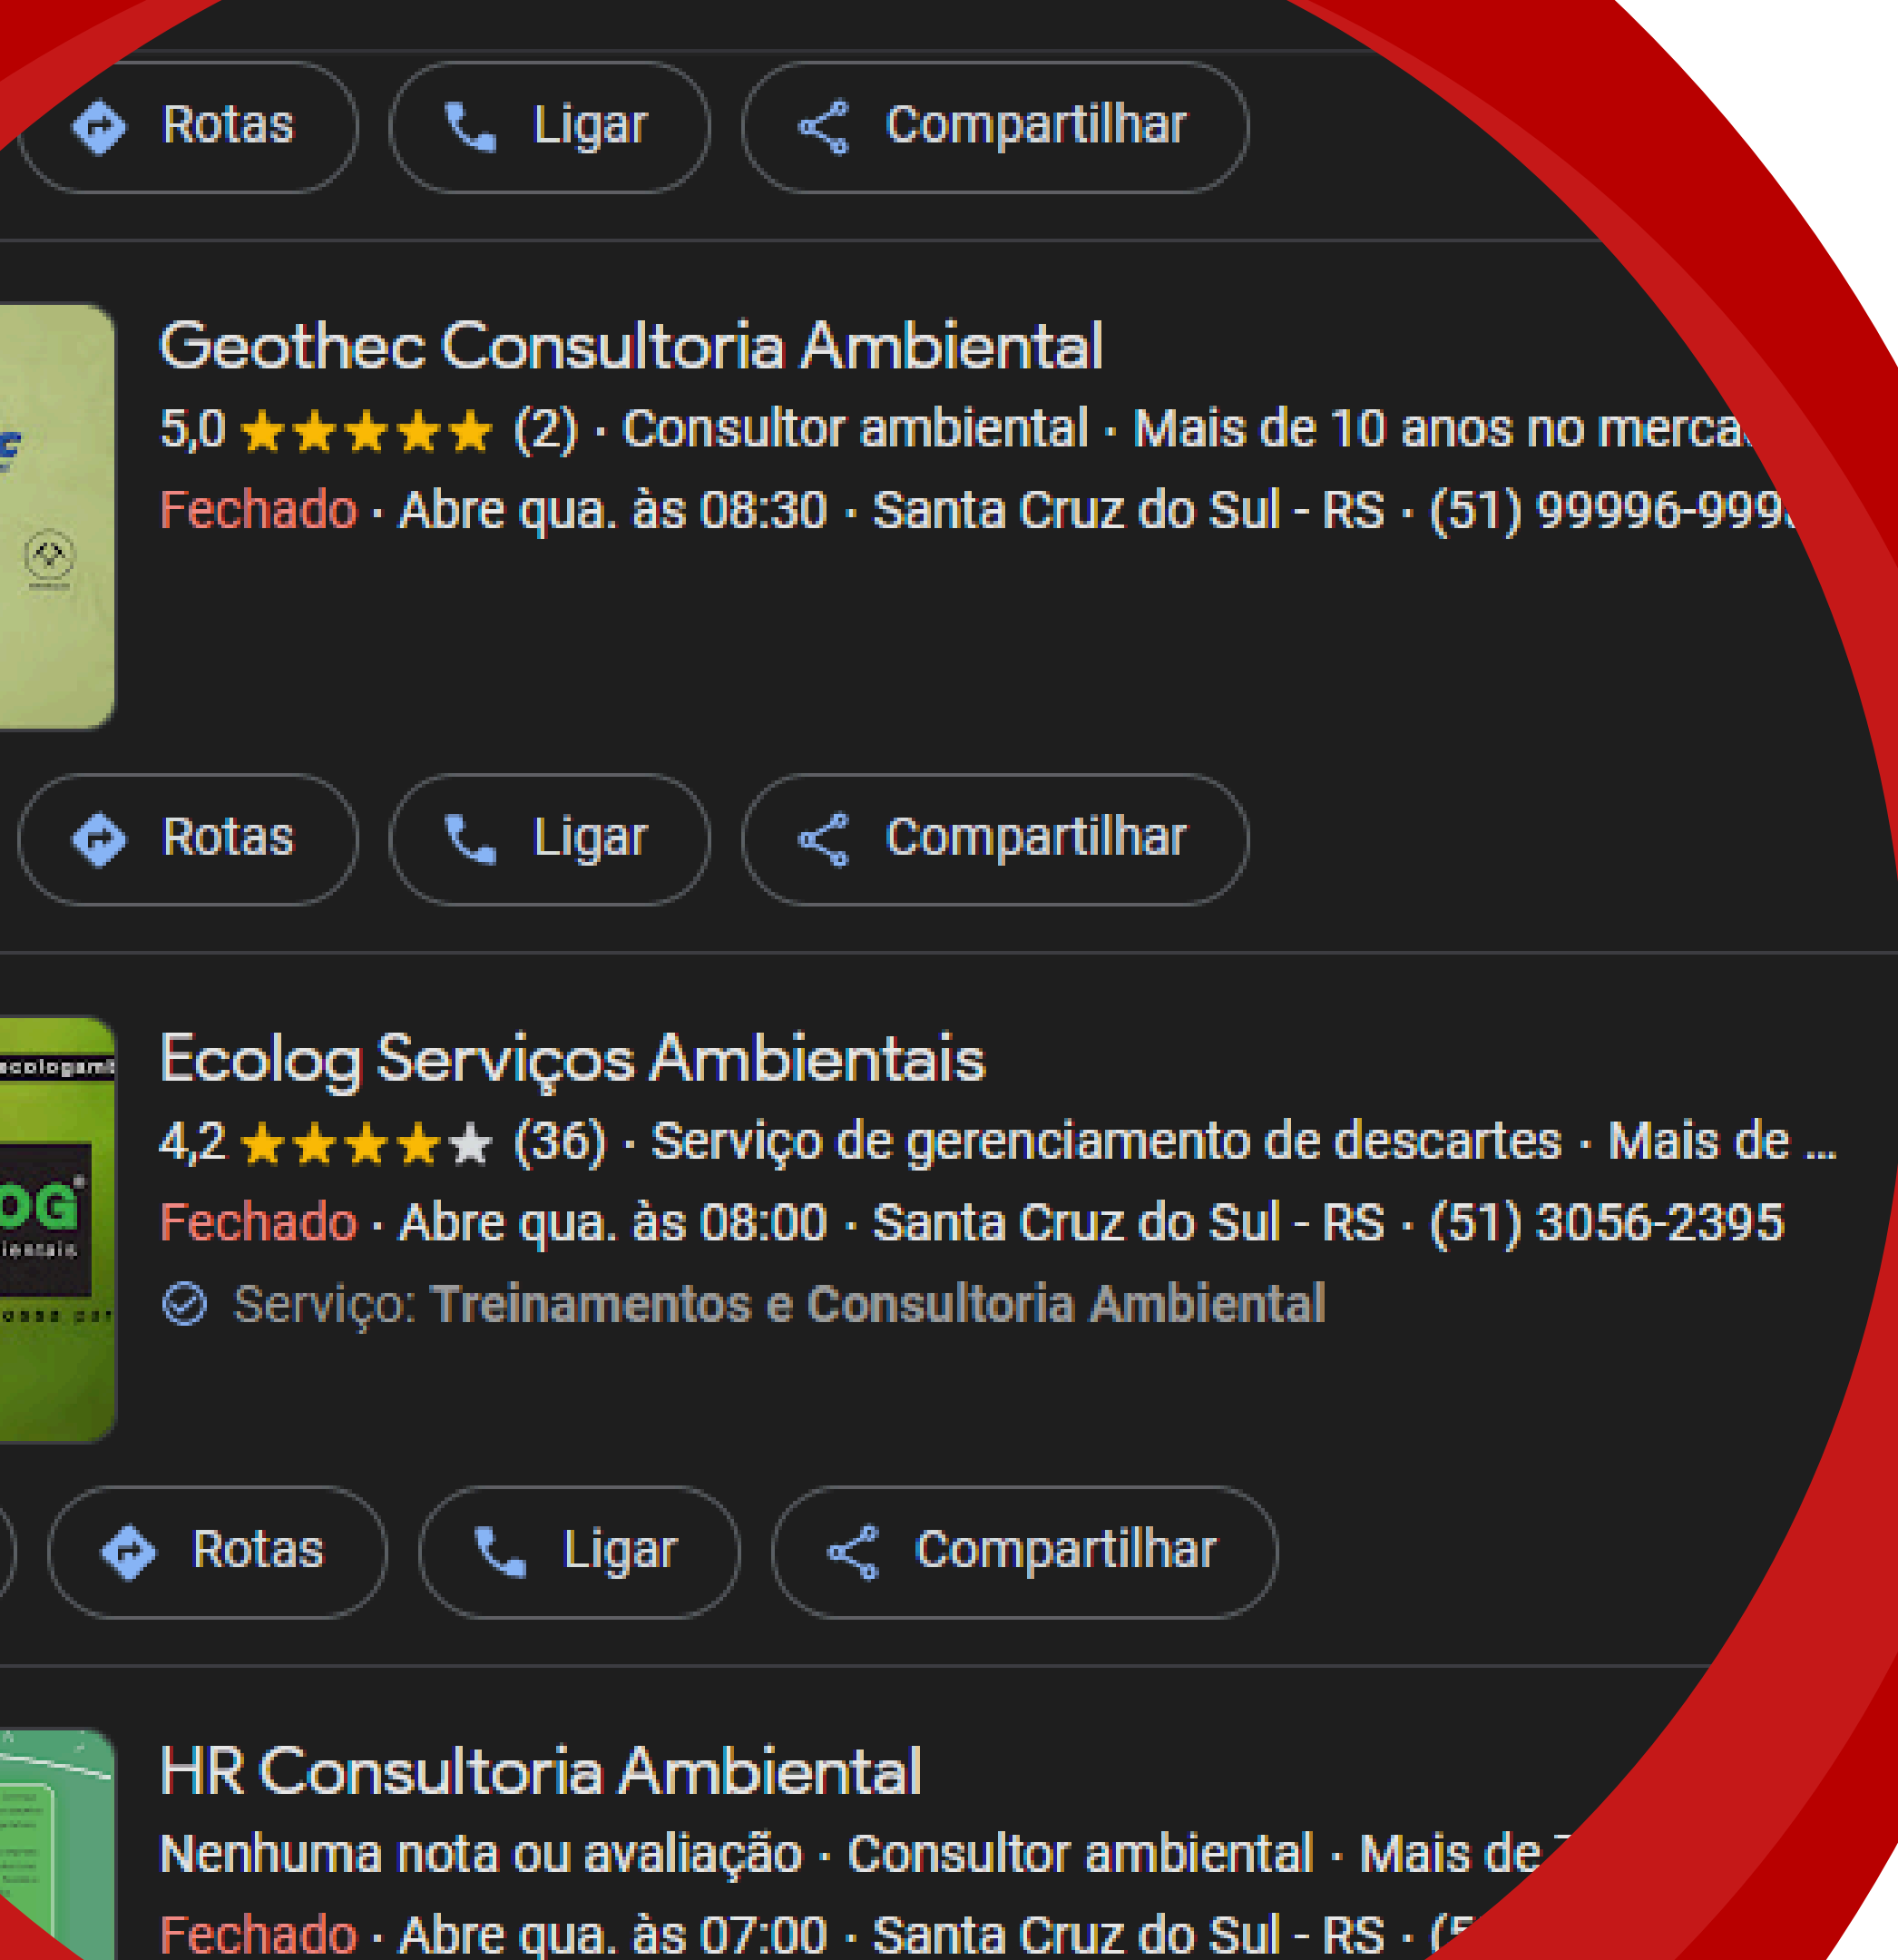 Rotas Ligar Compartilhar
Geothec Consultoria Ambiental
5,0 (2) · Consultor ambiental · Mais de 10 anos no
Fechado · Abre qua. às 08:30 · Santa Cruz do Sul - RS · (51)
Rotas Ligar Compartilhar
Ecolog Serviços Ambientais
4,2 (36) · Serviço de gerenciamento de descartes · Mais de ...
Fechado · Abre qua. às 08:00 · Santa Cruz do Sul - RS · (51) 3056-2395
Serviço: Treinamentos e Consultoria Ambiental
Rotas Ligar Compartilhar
HR Consultoria Ambiental
Nenhuma nota ou avaliação · Consultor ambiental · Mais de
Fechado · Abre qua. às 07:00 · Santa Cruz do Sul - RS ·